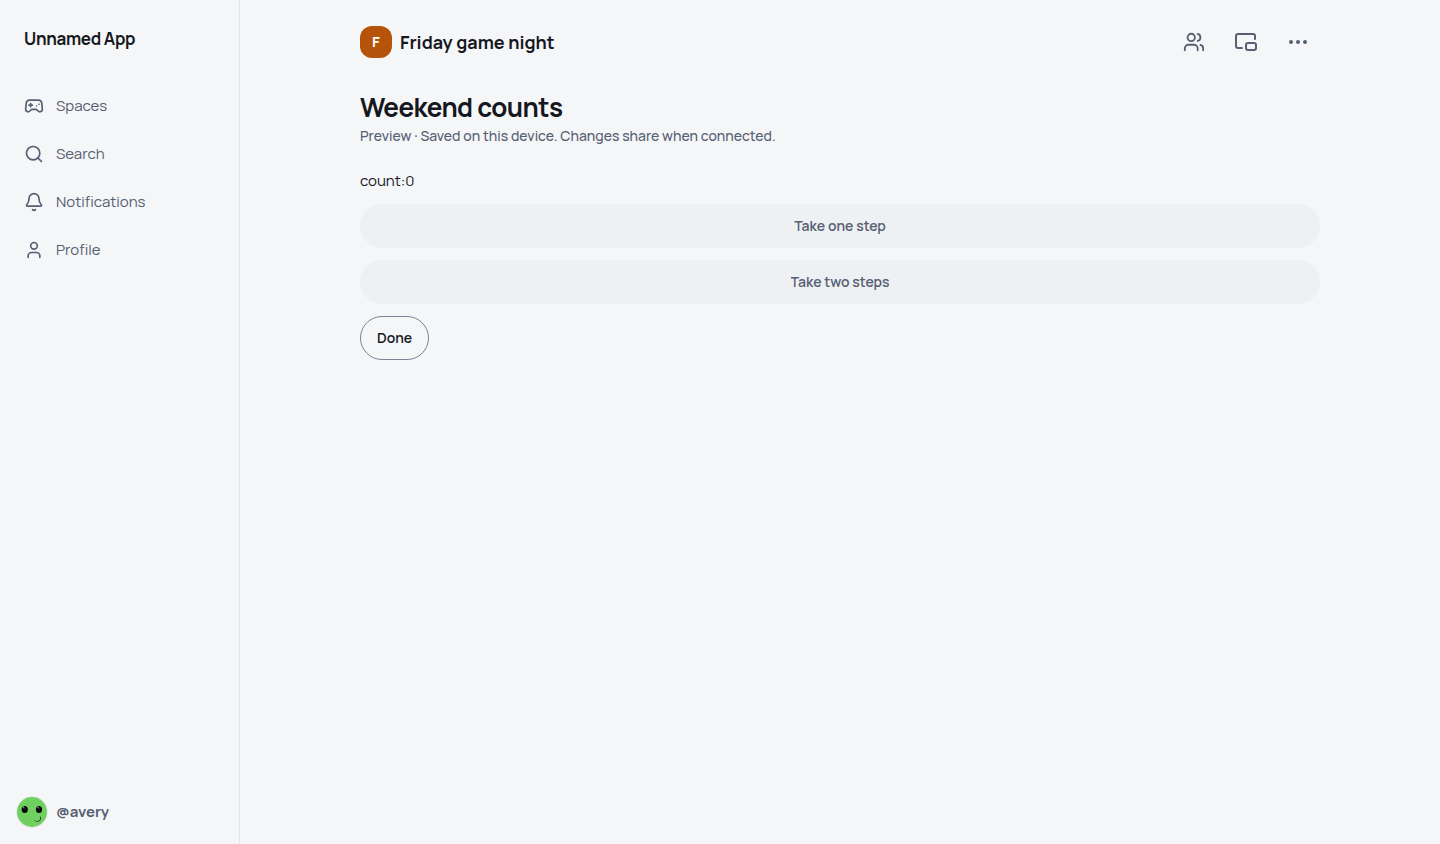 Unnamed App
Spaces
Search
Notifications
Profile
@avery
F
Friday game night
Weekend counts
Preview · Saved on this device. Changes share when connected.
count:0
Take one step
Take two steps
Done